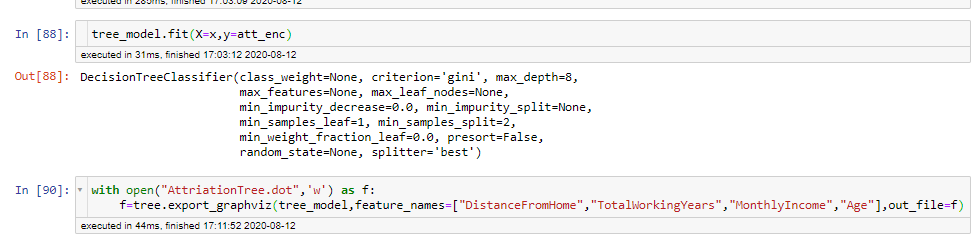 executed in 285ms, finished 17:03:09 2020-08-12
In [88]: tree_model.fit(X=x,y=att_enc)
executed in 31ms, finished 17:03:12 2020-08-12
Out[88]: DecisionTreeClassifier(class_weight=None, criterion='gini', max_depth=8,
max_features=None, max_leaf_nodes=None,
min_impurity_decrease=0.0, min_impurity_split=None,
min_samples_leaf=1, min_samples_split=2,
min_weight_fraction_leaf=0.0, presort=False,
random_state=None, splitter='best')
In [90]: with open("AttriationTree.dot",'w') as f:
f=tree.export_graphviz(tree_model,feature_names=["DistanceFromHome","TotalWorkingYears","MonthlyIncome","Age"],out_file=f)
executed in 44ms, finished 17:11:52 2020-08-12